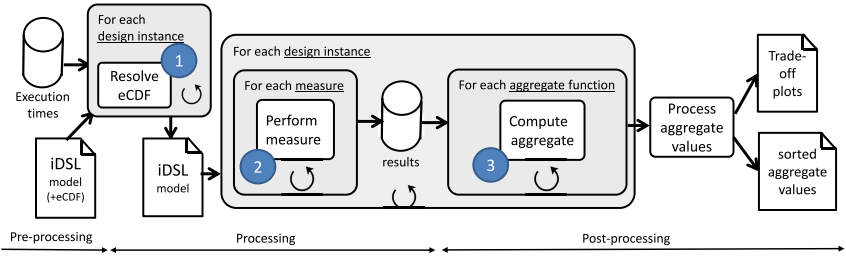 For each
design instance
1
Resolve
eCDF
Execution
times
iDSL
model
(+eCDF)
iDSL
model
For each design instance
For each measure
Perform
measure
2
results
For each aggregate function
Compute
aggregate
3
Process
aggregate
values
Trade-
off
plots
sorted
aggregate
values
Pre-processing
Processing
Post-processing